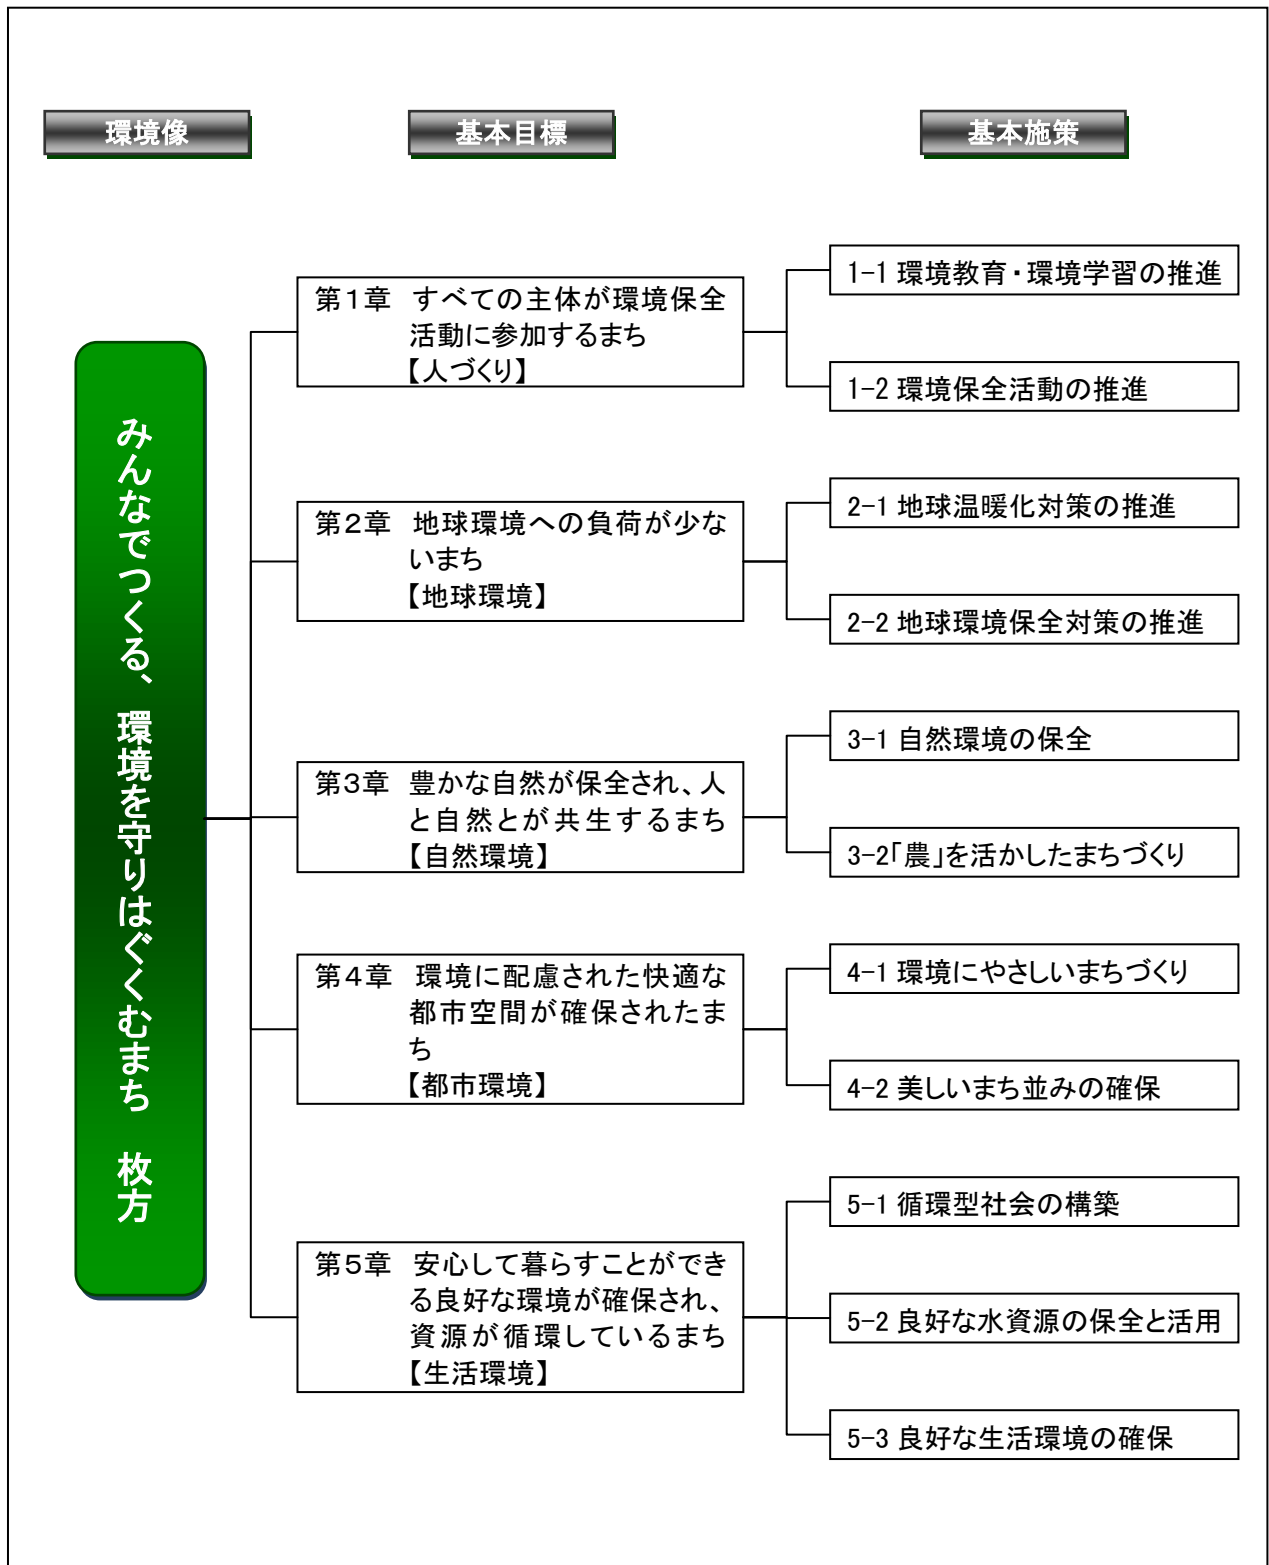 環境像
基本目標
基本施策
みんなでつくる、環境を守りはぐくむまち　枚方
第1章　すべての主体が環境保全
活動に参加するまち
【人づくり】
1-1 環境教育・環境学習の推進
1-2 環境保全活動の推進
第2章　地球環境への負荷が少な
いまち
【地球環境】
2-1 地球温暖化対策の推進
2-2 地球環境保全対策の推進
第3章　豊かな自然が保全され、人
と自然とが共生するまち
【自然環境】
3-1 自然環境の保全
3-2「農」を活かしたまちづくり
第4章　環境に配慮された快適な
都市空間が確保されたま
ち
【都市環境】
4-1 環境にやさしいまちづくり
4-2 美しいまち並みの確保
第5章　安心して暮らすことができ
る良好な環境が確保され、
資源が循環しているまち
【生活環境】
5-1 循環型社会の構築
5-2 良好な水資源の保全と活用
5-3 良好な生活環境の確保